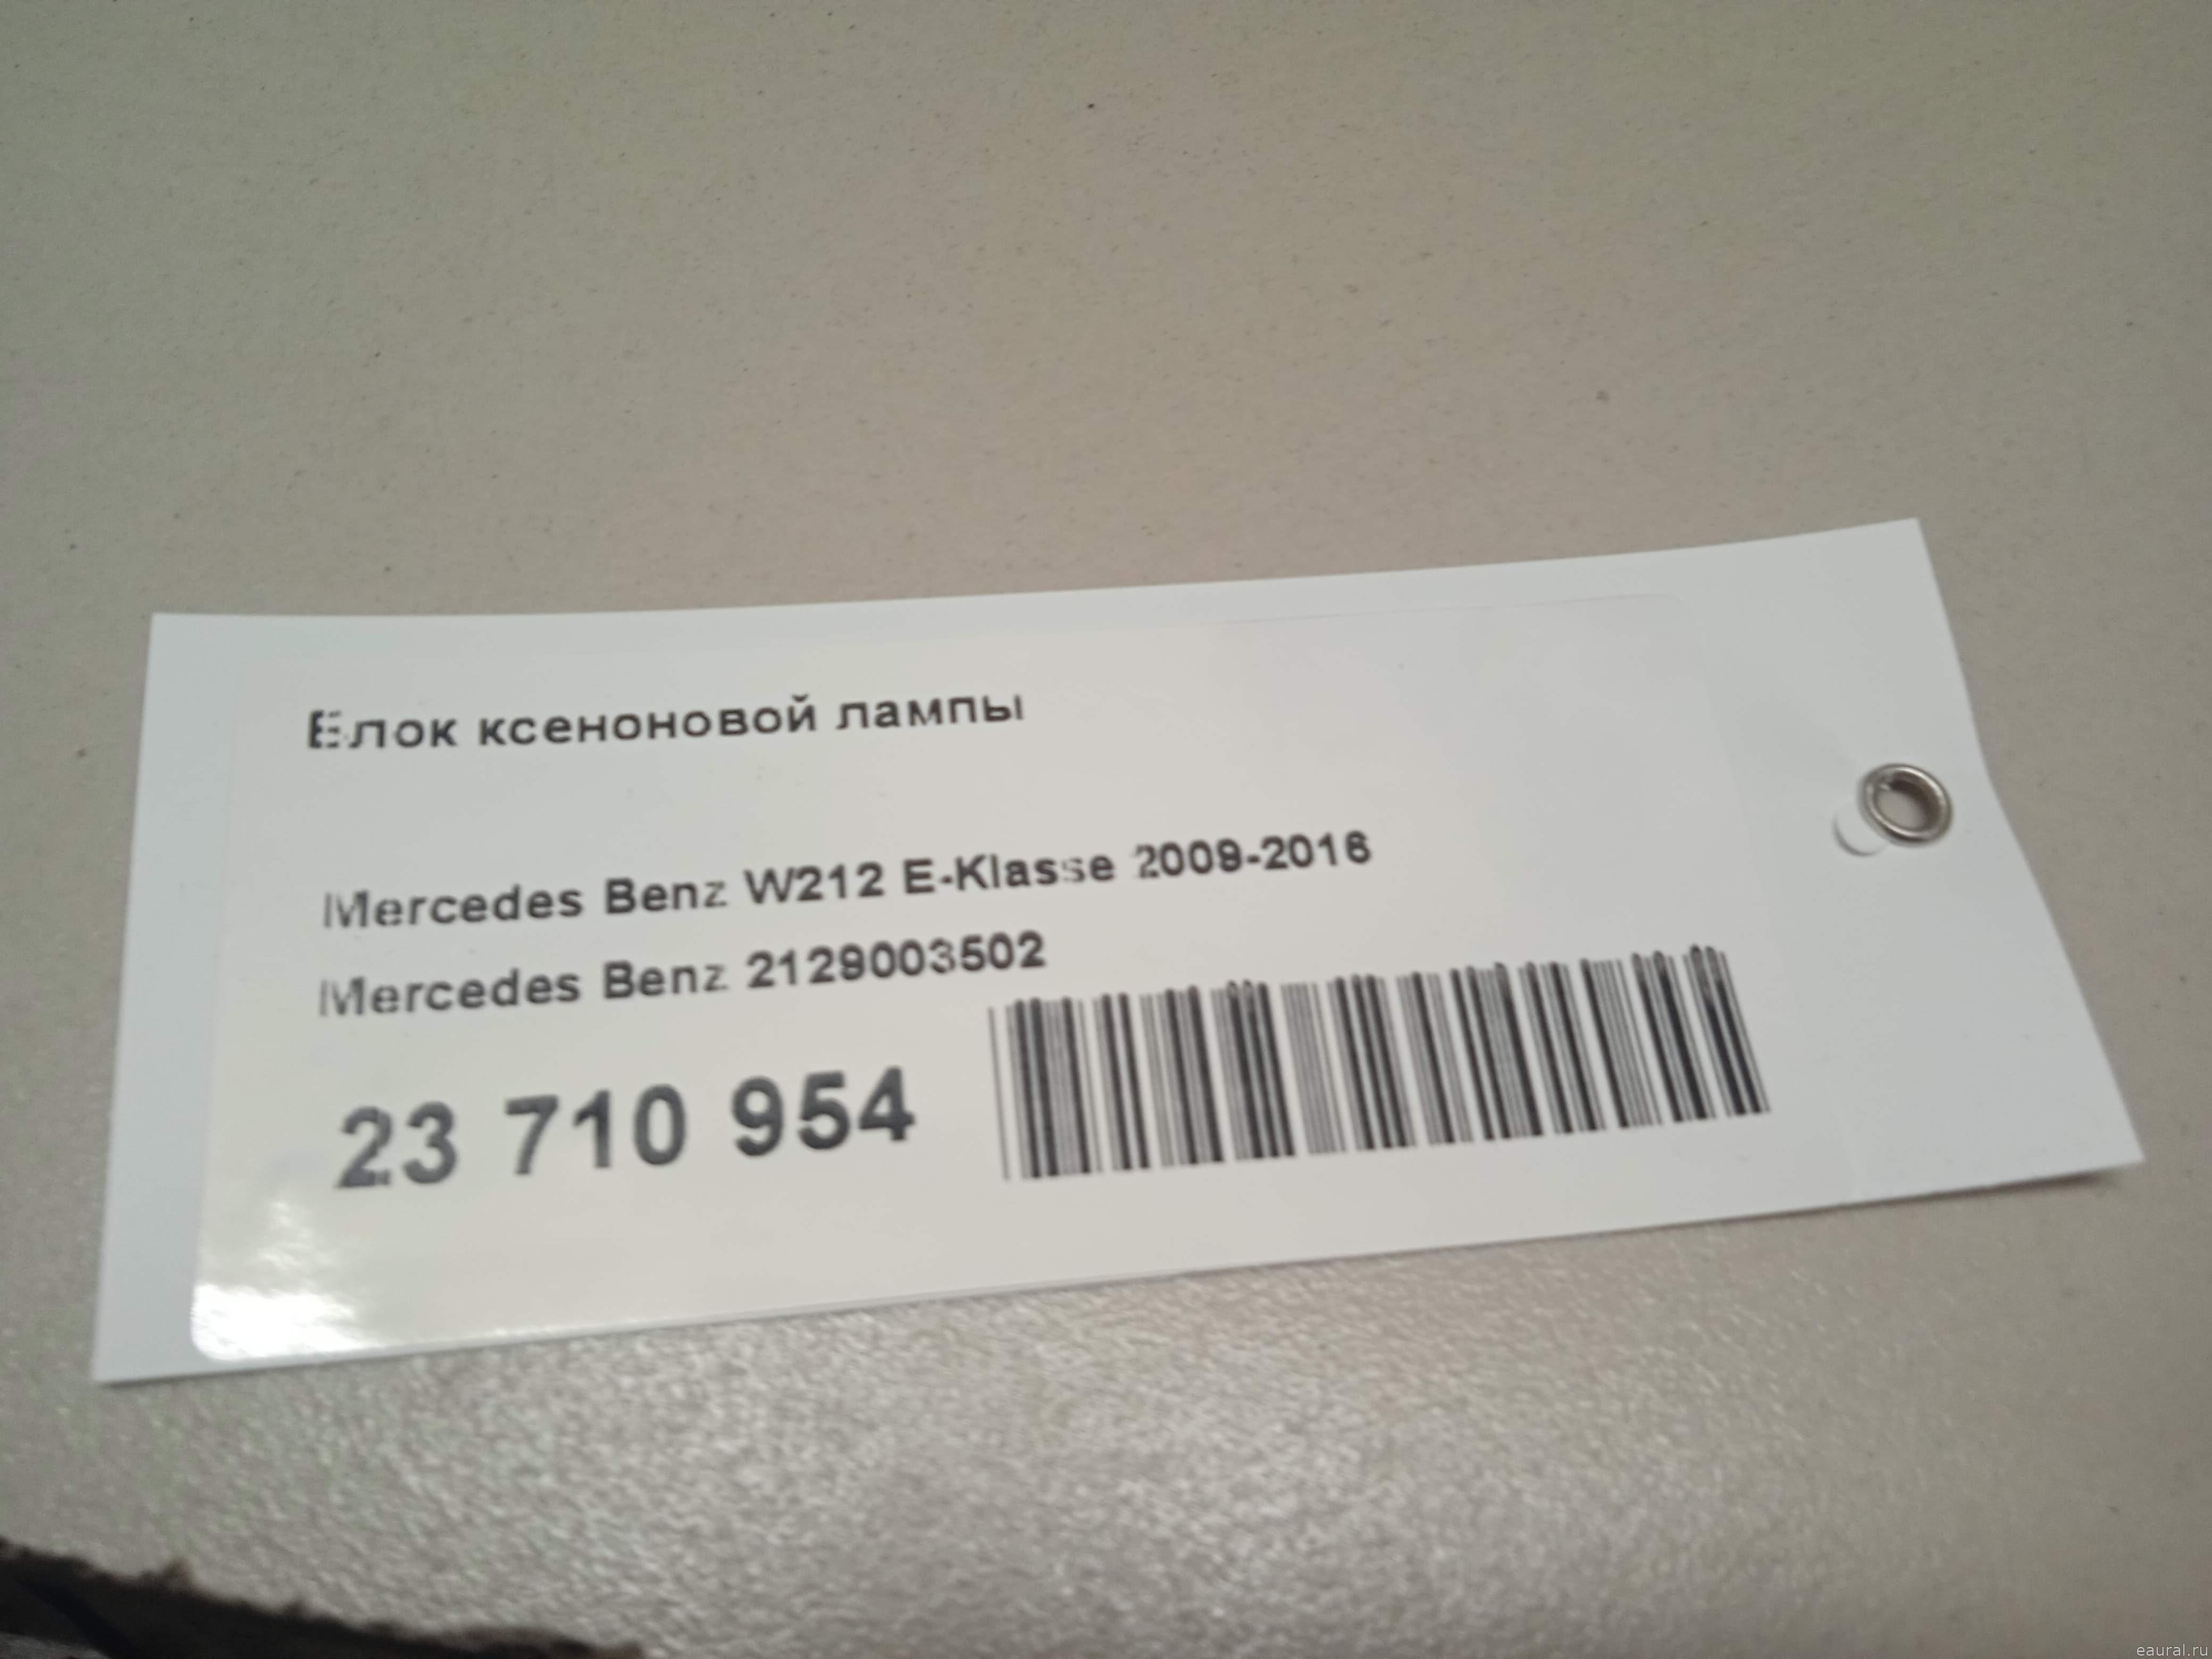 Блок ксеноновой лампы
Mercedes Benz W212 E-Klasse 2009-2016
Mercedes Benz 2129003502
23 710 954
eaural.ru